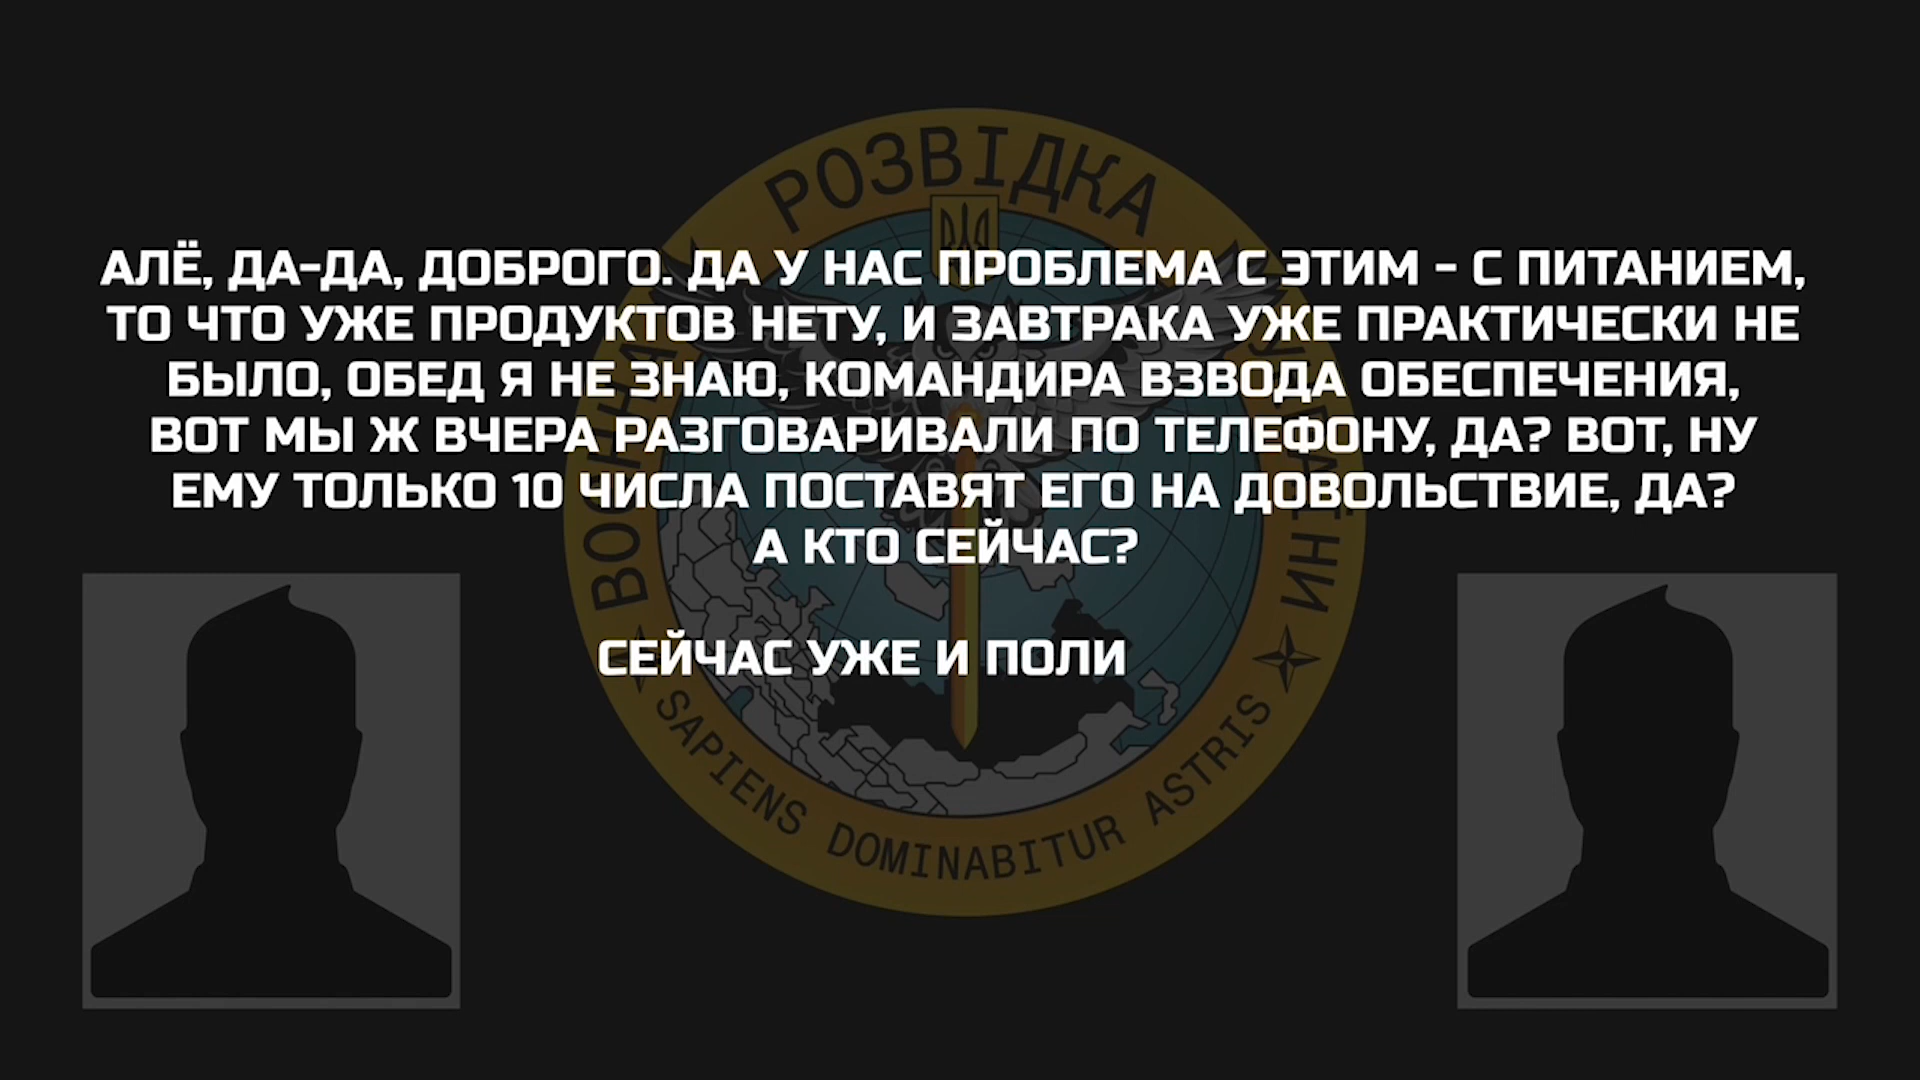 РОЗВІДКА
АЛЁ, ДА-ДА, ДОБРОГО. ДА У НАС ПРОБЛЕМА С ЭТИМ - С ПИТАНИЕМ,
ТО ЧТО УЖЕ ПРОДУКТОВ НЕТУ, И ЗАВТРАКА УЖЕ ПРАКТИЧЕСКИ НЕ
БЫЛО, ОБЕД Я НЕ ЗНАЮ, КОМАНДИРА ВЗВОДА ОБЕСПЕЧЕНИЯ,
ВОТ МЫ Ж ВЧЕРА РАЗГОВАРИВАЛИ ПО ТЕЛЕФОНУ, ДА? ВОТ, НУ
ЕМУ ТОЛЬКО 10 ЧИСЛА ПОСТАВЯТ ЕГО НА ДОВОЛЬСТВИЕ, ДА?
А КТО СЕЙЧАС?
СЕЙЧАС УЖЕ И ПОЛИ
SAPIENS DOMINABITUR ASTRIS